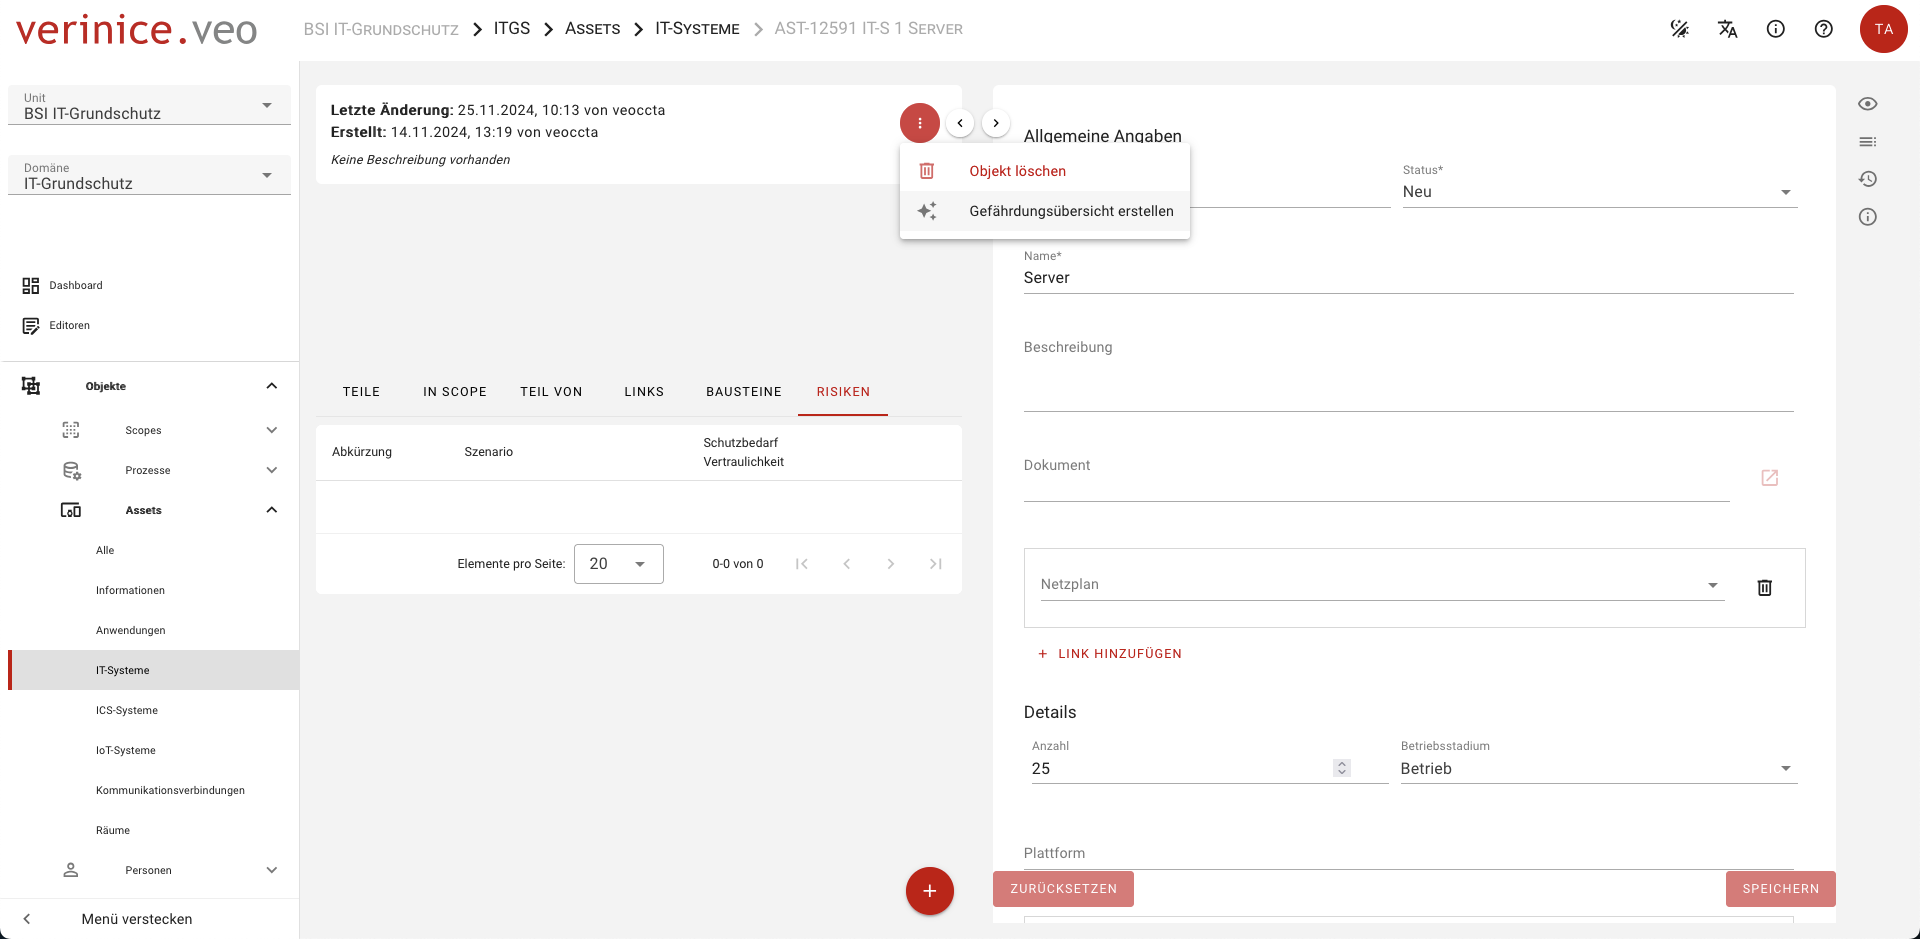 verinice.veo
BSI IT-Grundschutz
ITGS
Assets
IT-Systeme
AST-12591 IT-S 1 Server
TA
Unit
BSI IT-Grundschutz
Domäne
IT-Grundschutz
Dashboard
Editoren
Objekte
Scopes
Prozesse
Assets
Alle
Informationen
Anwendungen
IT-Systeme
ICS-Systeme
IoT-Systeme
Kommunikationsverbindungen
Räume
Personen
Menü verstecken
Letzte Änderung: 25.11.2024, 10:13 von veoccta
Erstellt: 14.11.2024, 13:19 von veoccta
Keine Beschreibung vorhanden
Objekt löschen
Gefährdungsübersicht erstellen
TEILE
IN SCOPE
TEIL VON
LINKS
BAUSTEINE
RISIKEN
Abkürzung
Szenario
Schutzbedarf
Vertraulichkeit
Elemente pro Seite:
20
0-0 von 0
Allgemeine Angaben
Status*
Neu
Name*
Server
Beschreibung
Dokument
Netzplan
+ LINK HINZUFÜGEN
Details
Anzahl
25
Betriebsstadium
Betrieb
Plattform
ZURÜCKSETZEN
SPEICHERN